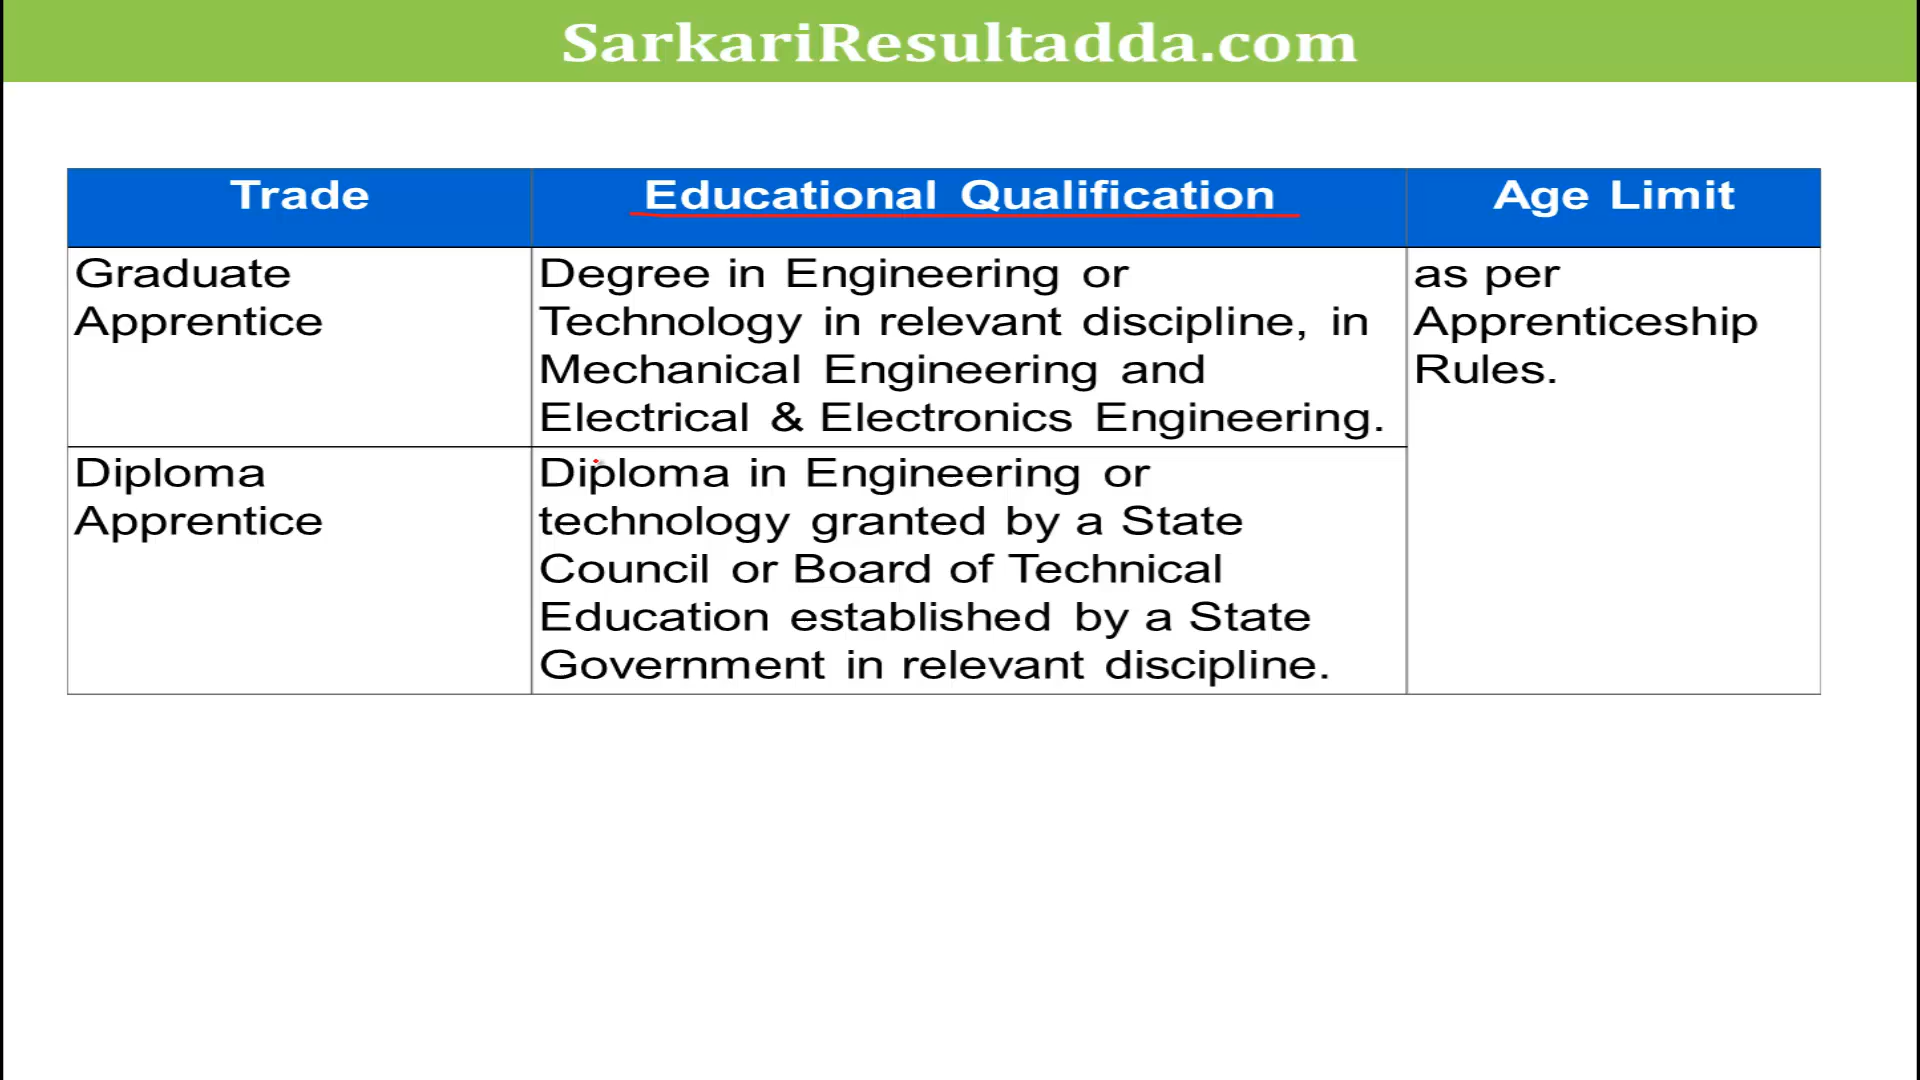 SarkariResultadda.com
Trade
Educational Qualification
Age Limit
Graduate
Apprentice
Degree in Engineering or
Technology in relevant discipline, in
Mechanical Engineering and
Electrical & Electronics Engineering.
as per
Apprenticeship
Rules.
Diploma
Apprentice
Diploma in Engineering or
technology granted by a State
Council or Board of Technical
Education established by a State
Government in relevant discipline.